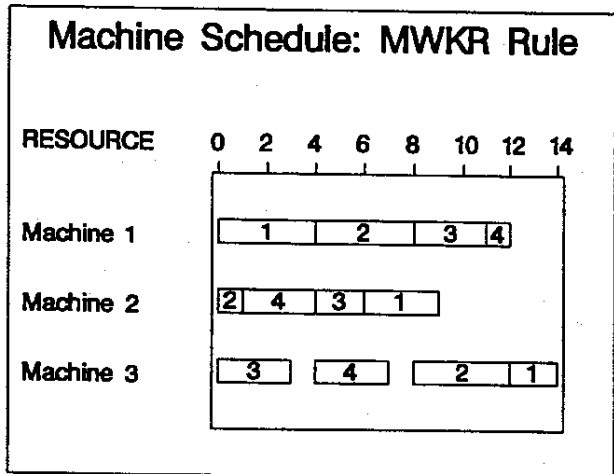 Machine Schedule: MWKR Rule
RESOURCE 0 2 4 6 8 10 12 14
Machine 1 1 2 3 4
Machine 2 2 4 3 1
Machine 3 3 4 2 1